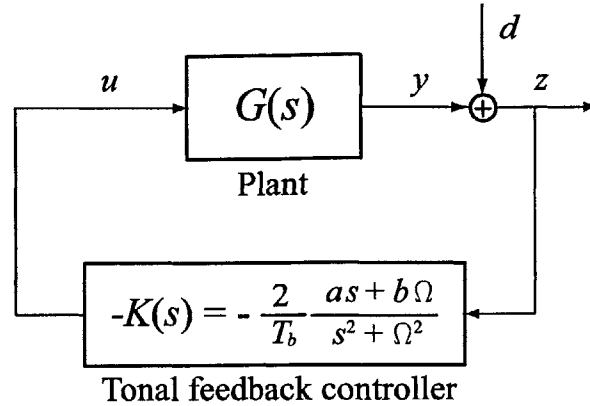 d
u
y
z
G(s)
+
Plant
-K(s) = - 2/T_b as + bΩ/s² + Ω²
Tonal feedback controller